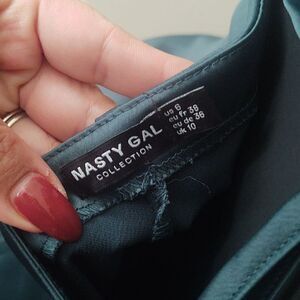 NASTY GAL
COLLECTION
us 6
eu fr 38
eu de 36
uk 10